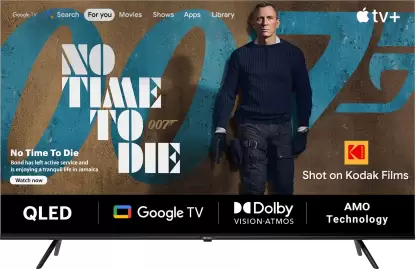 Google TV Search For you Movies Shows Apps Library
tv+
007
NO
TIME
TO
DIE
007
No Time To Die
Bond has left active service and
is enjoying a tranquil life in Jamaica
Watch now
Kodak
Shot on Kodak Films
QLED
Google TV
Dolby
VISION·ATMOS
AMO
Technology